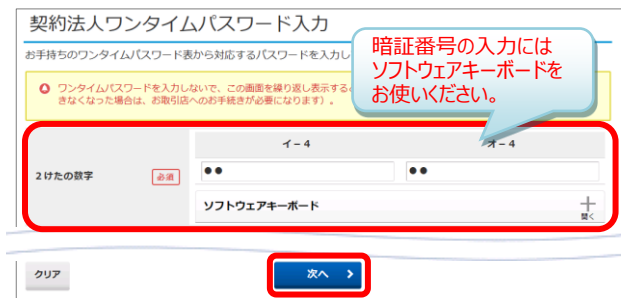 契約法人ワンタイムパスワード入力
お手持ちのワンタイムパスワード表から対応するパスワードを入力し
暗証番号の入力には
ソフトウェアキーボードを
お使いください。
ワンタイムパスワードを入力しないで、この画面を繰り返し表示する
きなくなった場合は、お取引店へのお手続きが必要になります）。
イ－4
オ－4
2けたの数字
必須
●●
●●
ソフトウェアキーボード
開く
クリア
次へ